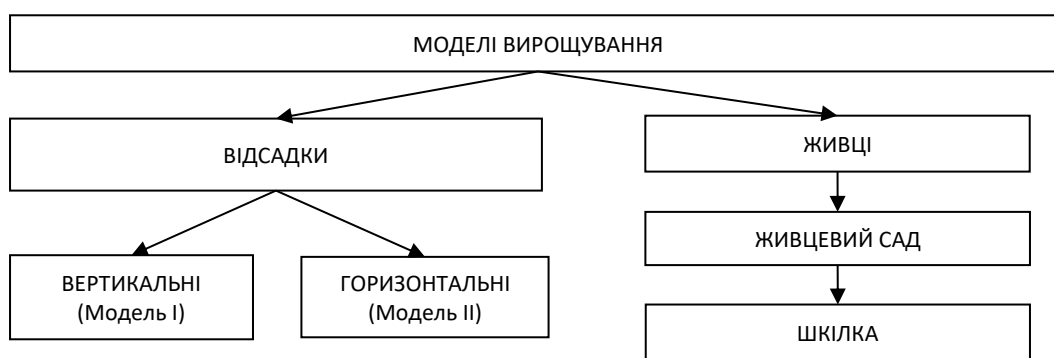 МОДЕЛІ ВИРОЩУВАННЯ
ВІДСАДКИ
ЖИВЦІ
ЖИВЦЕВИЙ САД
ВЕРТИКАЛЬНІ
(Модель I)
ГОРИЗОНТАЛЬНІ
(Модель II)
ШКІЛКА